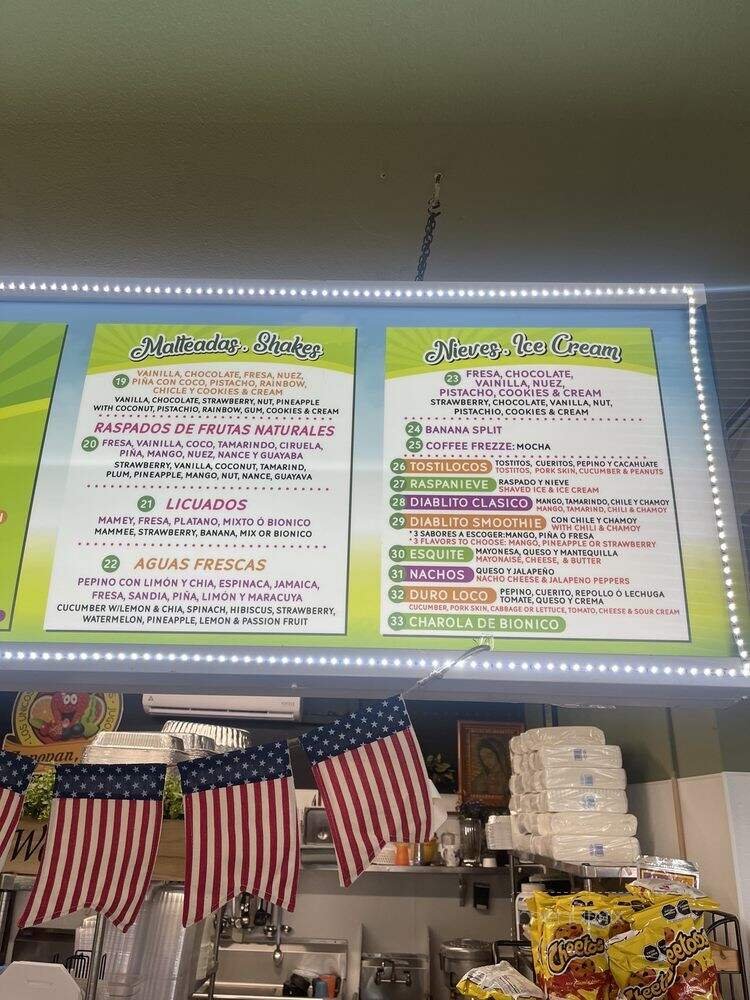 Malteadas . Shakes
19 VAINILLA, CHOCOLATE, FRESA, NUEZ,
PIÑA CON COCO, PISTACHO, RAINBOW,
CHICLE Y COOKIES & CREAM
VANILLA, CHOCOLATE, STRAWBERRY, NUT, PINEAPPLE
WITH COCONUT, PISTACHIO, RAINBOW, GUM, COOKIES & CREAM
RASPADOS DE FRUTAS NATURALES
20 FRESA, VAINILLA, COCO, TAMARINDO, CIRUELA,
PIÑA, MANGO, NUEZ, NANCE Y GUAYABA
STRAWBERRY, VANILLA, COCONUT, TAMARIND,
PLUM, PINEAPPLE, MANGO, NUT, NANCE, GUAYAVA
21 LICUADOS
MAMEY, FRESA, PLATANO, MIXTO Ó BIONICO
MAMMEE, STRAWBERRY, BANANA, MIX OR BIONICO
22 AGUAS FRESCAS
PEPINO CON LIMÓN Y CHIA, ESPINACA, JAMAICA,
FRESA, SANDIA, PIÑA, LIMÓN Y MARACUYA
CUCUMBER W/LEMON & CHIA, SPINACH, HIBISCUS, STRAWBERRY,
WATERMELON, PINEAPPLE, LEMON & PASSION FRUIT
Nieves . Ice Cream
23 FRESA, CHOCOLATE,
VAINILLA, NUEZ,
PISTACHO, COOKIES & CREAM
STRAWBERRY, CHOCOLATE, VANILLA, NUT,
PISTACHIO, COOKIES & CREAM
24 BANANA SPLIT
25 COFFEE FREZZE: MOCHA
26 TOSTILOCOS TOSTITOS, CUERITOS, PEPINO Y CACAHUATE
TOSTITOS, PORK SKIN, CUCUMBER & PEANUTS
27 RASPANIEVE RASPADO Y NIEVE
SHAVED ICE & ICE CREAM
28 DIABLITO CLASICO MANGO, TAMARINDO, CHILE Y CHAMOY
MANGO, TAMARIND, CHILI & CHAMOY
29 DIABLITO SMOOTHIE CON CHILE Y CHAMOY
WITH CHILI & CHAMOY
*3 SABORES A ESCOGER:MANGO, PIÑA Ó FRESA
*3 FLAVORS TO CHOOSE: MANGO, PINEAPPLE OR STRAWBERRY
30 ESQUITE MAYONESA, QUESO Y MANTEQUILLA
MAYONAISÉ, CHEESE, & BUTTER
31 NACHOS QUESO Y JALAPEÑO
NACHO CHEESE & JALAPENO PEPPERS
32 DURO LOCO PEPINO, CUERITO, REPOLLO Ó LECHUGA
TOMATE, QUESO Y CREMA
CUCUMBER, PORK SKIN, CABBAGE OR LETTUCE, TOMATO, CHEESE & SOUR CREAM
33 CHAROLA DE BIONICO
LOS UNICOS
Cheetos
Cheetos